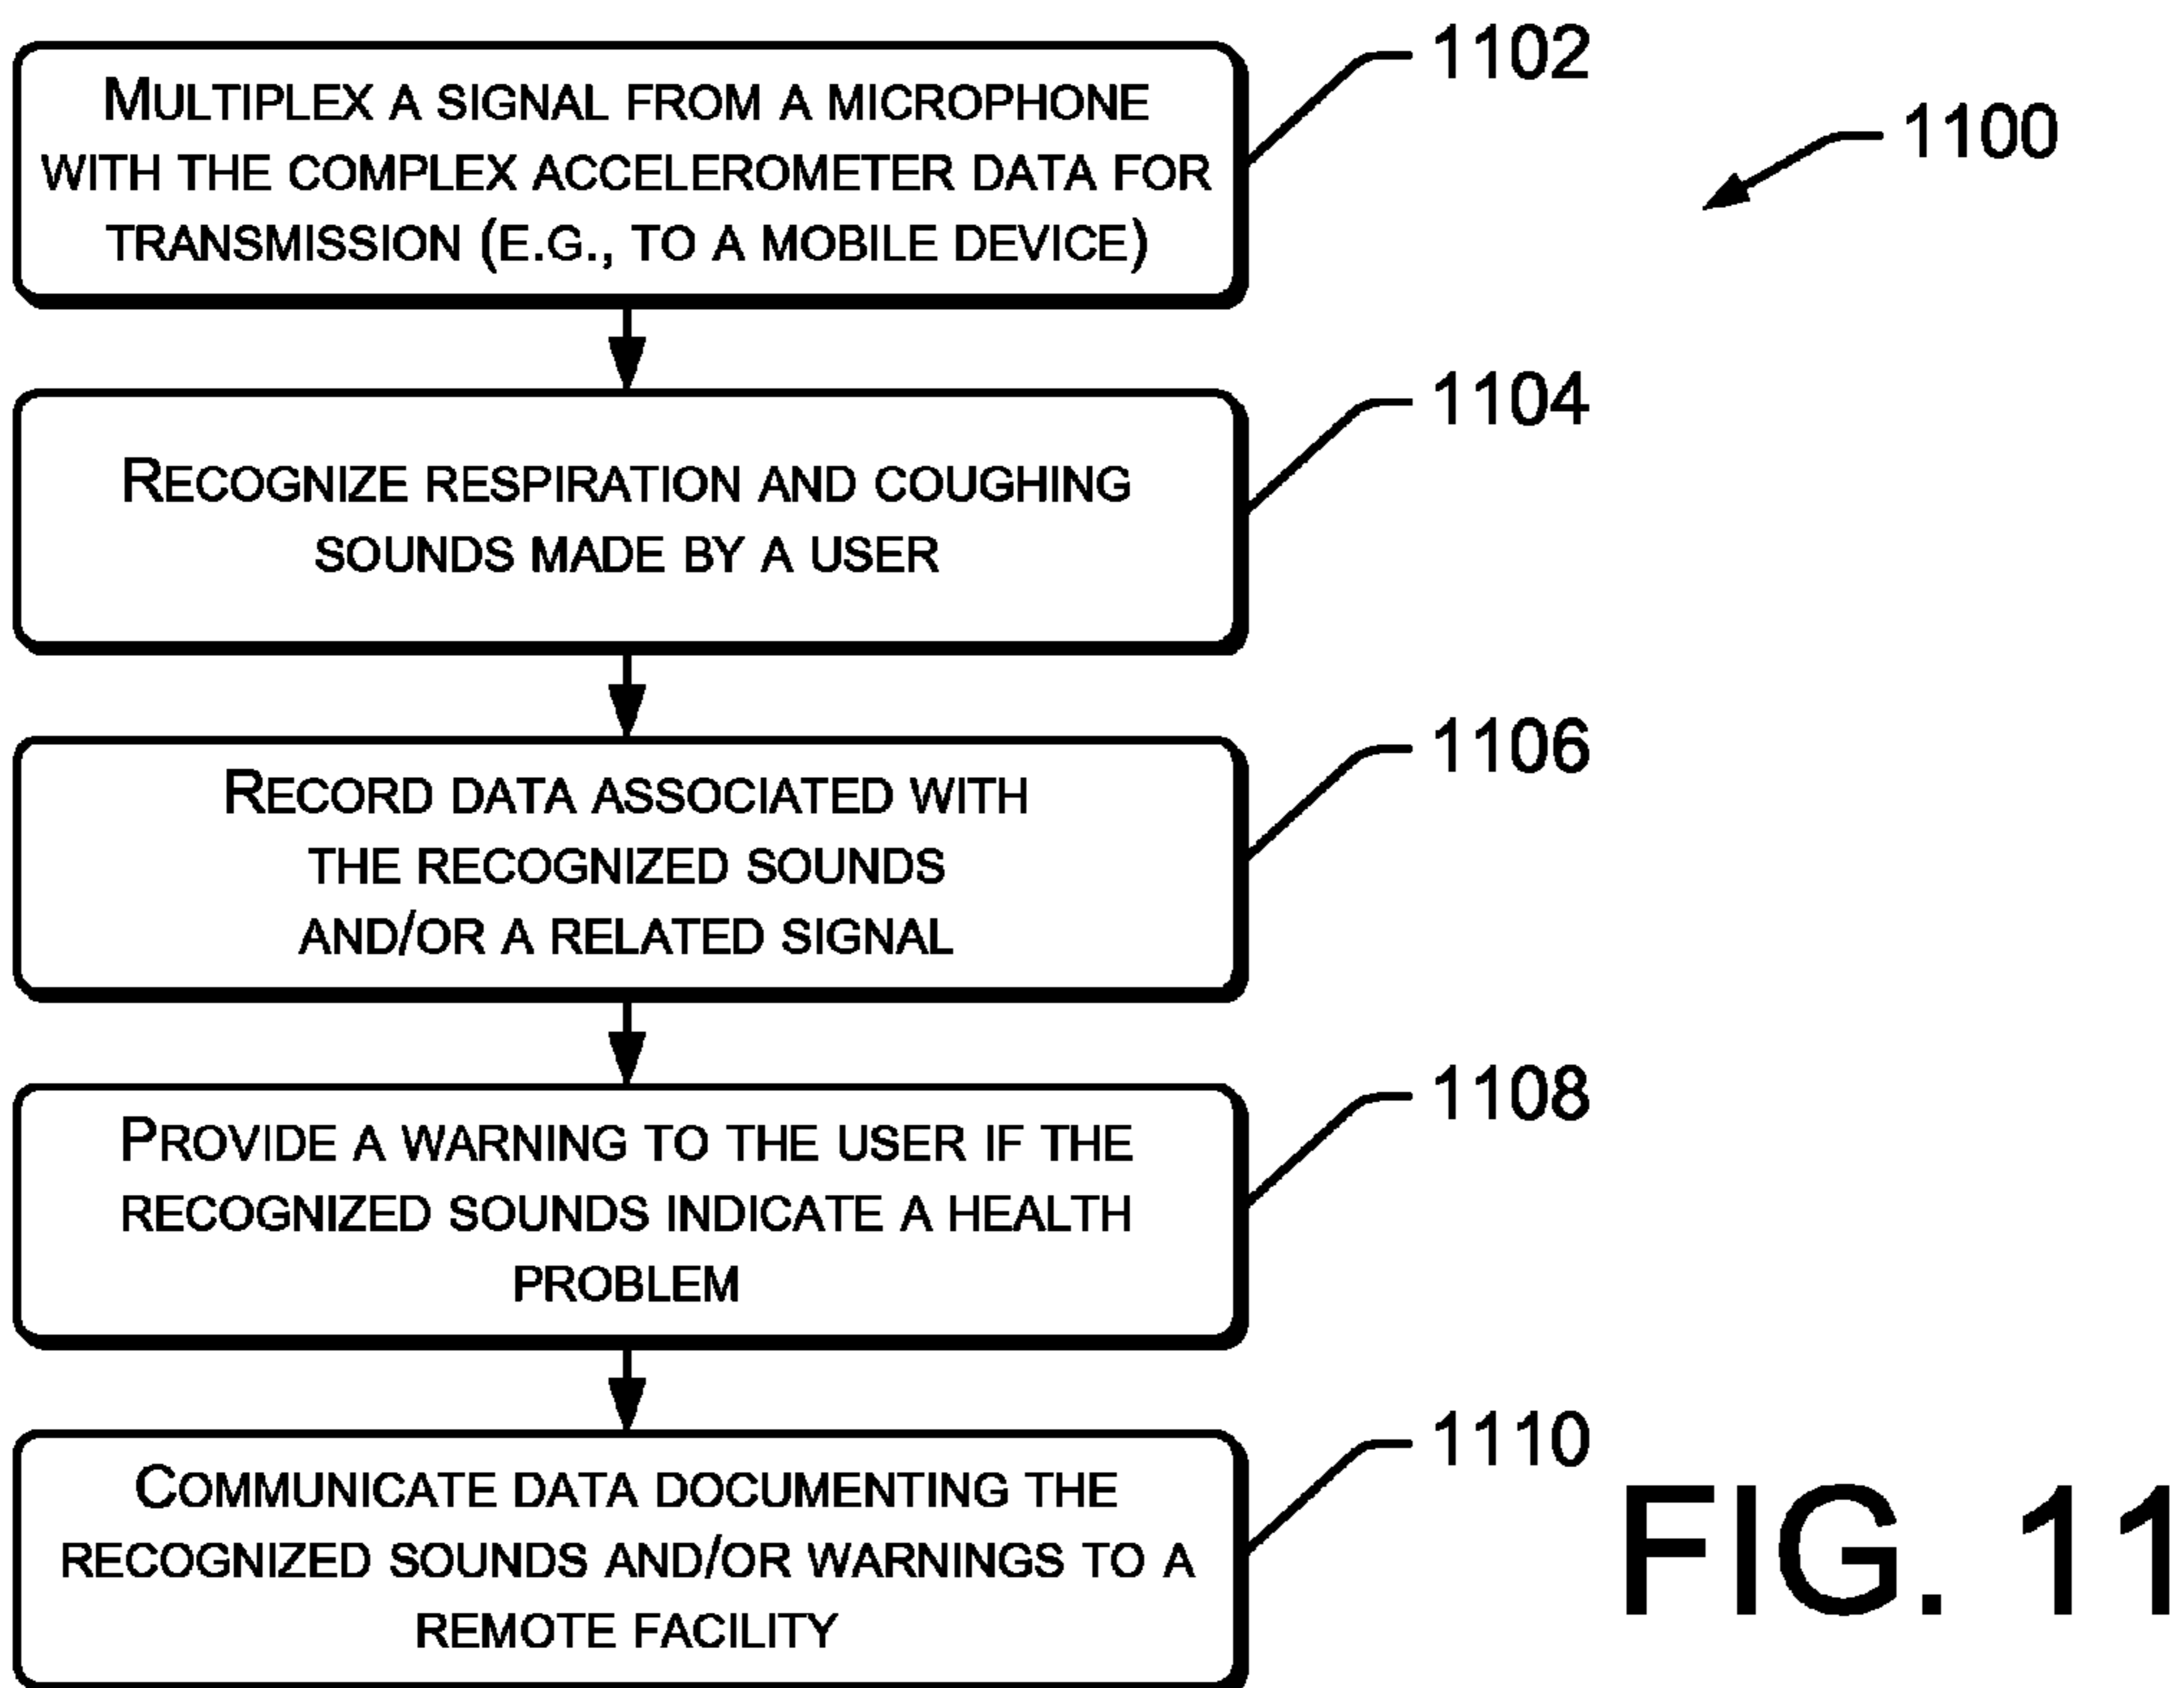 MULTIPLEX A SIGNAL FROM A MICROPHONE
WITH THE COMPLEX ACCELEROMETER DATA FOR
TRANSMISSION (E.G., TO A MOBILE DEVICE)
1102
1100
RECOGNIZE RESPIRATION AND COUGHING
SOUNDS MADE BY A USER
1104
RECORD DATA ASSOCIATED WITH
THE RECOGNIZED SOUNDS
AND/OR A RELATED SIGNAL
1106
PROVIDE A WARNING TO THE USER IF THE
RECOGNIZED SOUNDS INDICATE A HEALTH
PROBLEM
1108
COMMUNICATE DATA DOCUMENTING THE
RECOGNIZED SOUNDS AND/OR WARNINGS TO A
REMOTE FACILITY
1110
FIG. 11